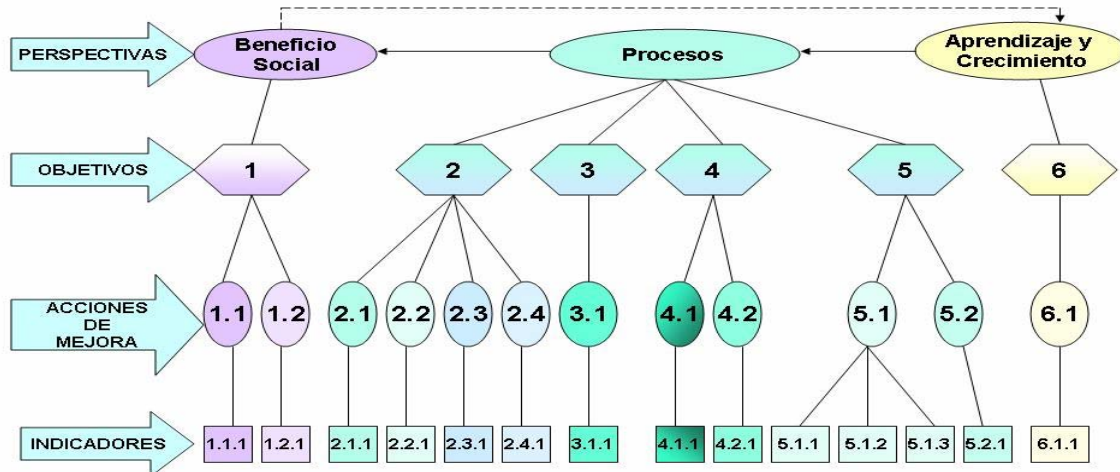 PERSPECTIVAS
Beneficio
Social
Procesos
Aprendizaje y
Crecimiento
OBJETIVOS
1
2
3
4
5
6
ACCIONES
DE
MEJORA
1.1
1.2
2.1
2.2
2.3
2.4
3.1
4.1
4.2
5.1
5.2
6.1
INDICADORES
1.1.1
1.2.1
2.1.1
2.2.1
2.3.1
2.4.1
3.1.1
4.1.1
4.2.1
5.1.1
5.1.2
5.1.3
5.2.1
6.1.1